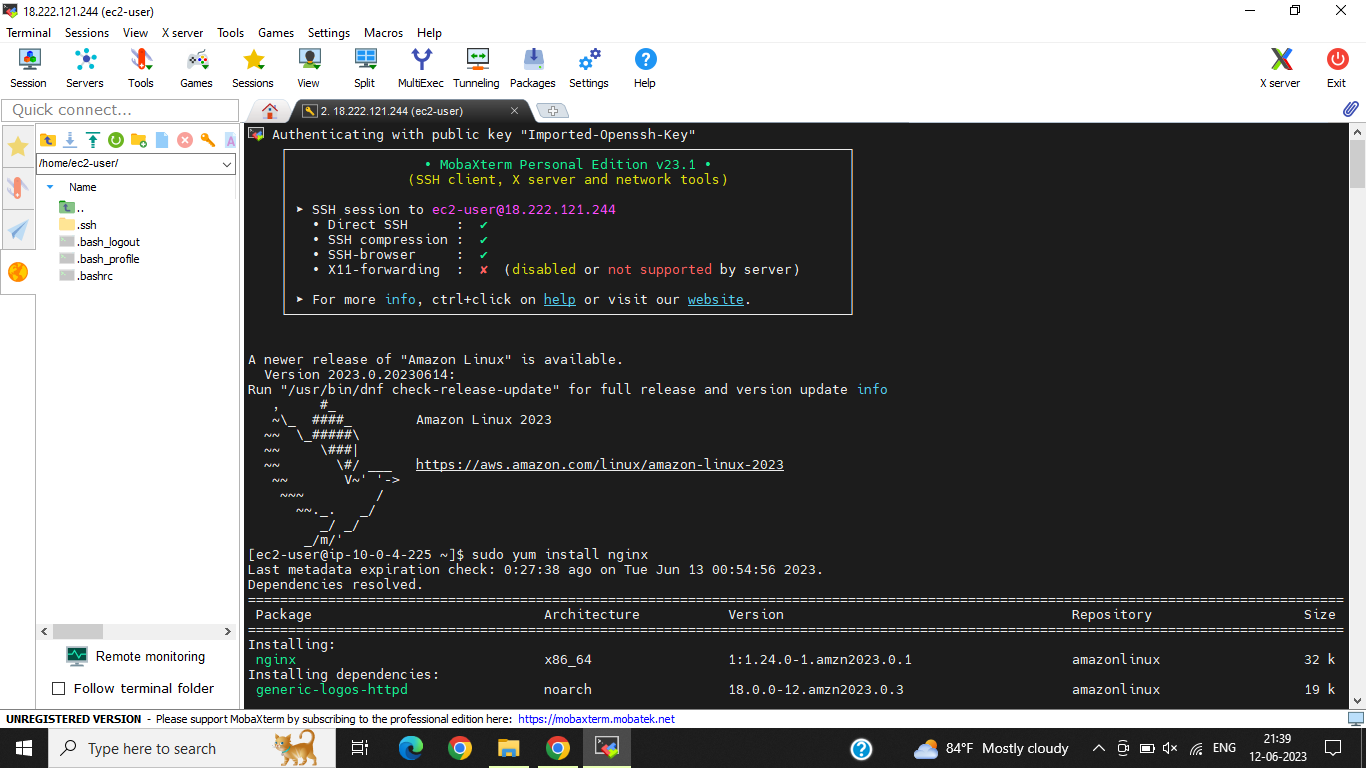 18.222.121.244 (ec2-user)
Terminal Sessions View X server Tools Games Settings Macros Help
Session Servers Tools Games Sessions View Split MultiExec Tunneling Packages Settings Help X server Exit
Quick connect...
2. 18.222.121.244 (ec2-user)
/home/ec2-user/
Name
..
.ssh
.bash_logout
.bash_profile
.bashrc
Remote monitoring
Follow terminal folder
Authenticating with public key "Imported-Openssh-Key"
• MobaXterm Personal Edition v23.1 •
(SSH client, X server and network tools)
➤ SSH session to ec2-user@18.222.121.244
• Direct SSH : ✔
• SSH compression : ✔
• SSH-browser : ✔
• X11-forwarding : ✘ (disabled or not supported by server)
➤ For more info, ctrl+click on help or visit our website.
A newer release of "Amazon Linux" is available.
Version 2023.0.20230614:
Run "/usr/bin/dnf check-release-update" for full release and version update info
   ,     #_
   ~\_  ####_        Amazon Linux 2023
  ~~  \_#####\
  ~~     \###|
  ~~       \#/ ___   https://aws.amazon.com/linux/amazon-linux-2023
   ~~       V~' '->
    ~~~         /
      ~~._.   _/
         _/ _/
       _/m/'
[ec2-user@ip-10-0-4-225 ~]$ sudo yum install nginx
Last metadata expiration check: 0:27:38 ago on Tue Jun 13 00:54:56 2023.
Dependencies resolved.
Package Architecture Version Repository Size
Installing:
nginx x86_64 1:1.24.0-1.amzn2023.0.1 amazonlinux 32 k
Installing dependencies:
generic-logos-httpd noarch 18.0.0-12.amzn2023.0.3 amazonlinux 19 k
UNREGISTERED VERSION - Please support MobaXterm by subscribing to the professional edition here: https://mobaxterm.mobatek.net
Type here to search
84°F Mostly cloudy
ENG
21:39
12-06-2023